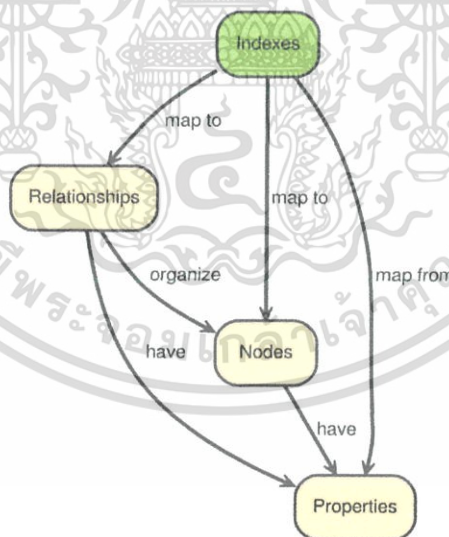 Indexes
map to
Relationships
map to
organize
map from
Nodes
have
have
Properties